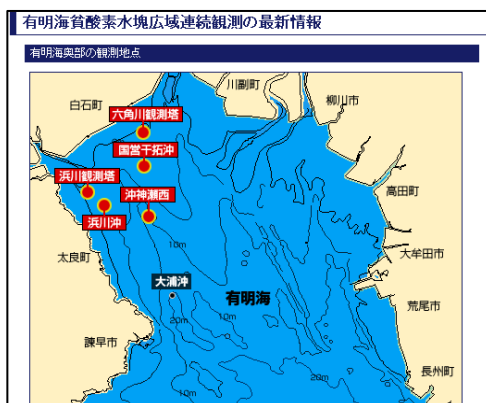 有明海貧酸素水塊広域連続観測の最新情報
有明海奥部の観測地点
川副町
白石町
柳川市
六角川観測塔
国営干拓沖
浜川観測塔
沖神瀬西
高田町
浜川沖
10m
太良町
大牟田市
大浦沖
有明海
荒尾市
20m
10m
諫早市
長州町
20m
10m